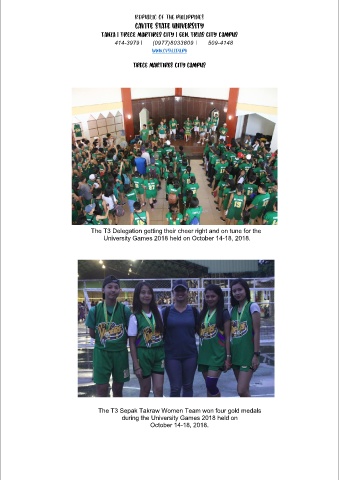 REPUBLIC OF THE PHILIPPINES
CAVITE STATE UNIVERSITY
TANZA | TRECE MARTIRES CITY | GEN. TRIAS CITY CAMPUS
414-3979 | (0977)8033809 | 509-4148
TRECE MARTIRES CITY CAMPUS
The T3 Delegation getting their cheer right and on tune for the
University Games 2018 held on October 14-18, 2018.
The T3 Sepak Takraw Women Team won four gold medals
during the University Games 2018 held on
October 14-18, 2018.